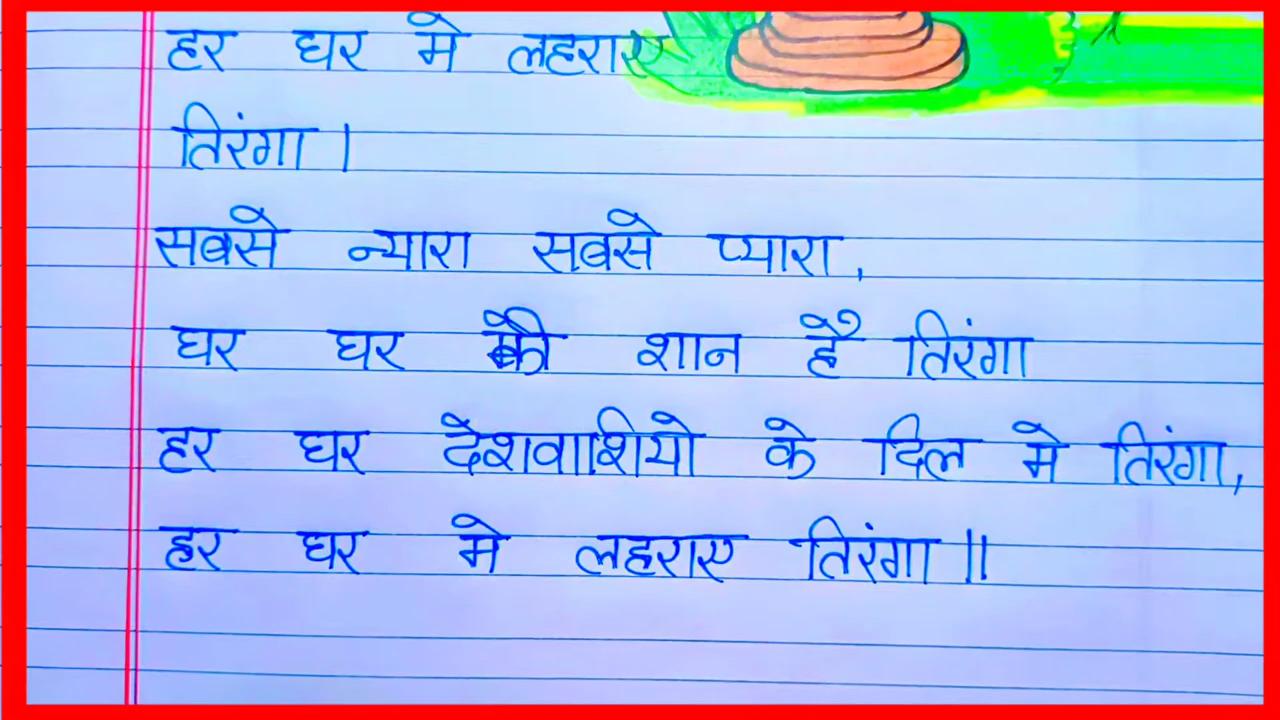 हर घर मे लहराए
तिरंगा ।
सबसे न्यारा सबसे प्यारा,
घर घर की शान है तिरंगा
हर घर देशवाशियो के दिल मे तिरंगा,
हर घर मे लहराए तिरंगा ॥